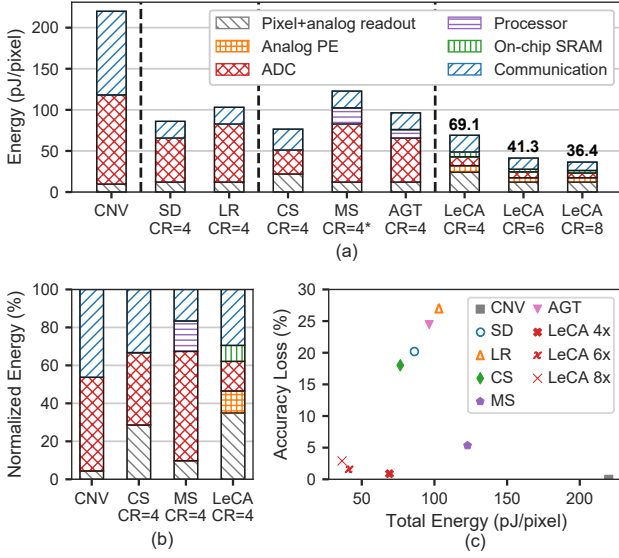 Energy (pJ/pixel)
200
150
100
50
0
Pixel+analog readout
Analog PE
ADC
Processor
On-chip SRAM
Communication
69.1
41.3
36.4
CNV
SD
CR=4
LR
CR=4
CS
CR=4
MS
CR=4*
AGT
CR=4
LeCA
CR=4
LeCA
CR=6
LeCA
CR=8
(a)
Normalized Energy (%)
100
80
60
40
20
0
CNV
CS
CR=4
MS
CR=4
LeCA
CR=4
(b)
Accuracy Loss (%)
30
25
20
15
10
5
0
CNV
SD
LR
CS
MS
AGT
LeCA 4x
LeCA 6x
LeCA 8x
50
100
150
200
Total Energy (pJ/pixel)
(c)